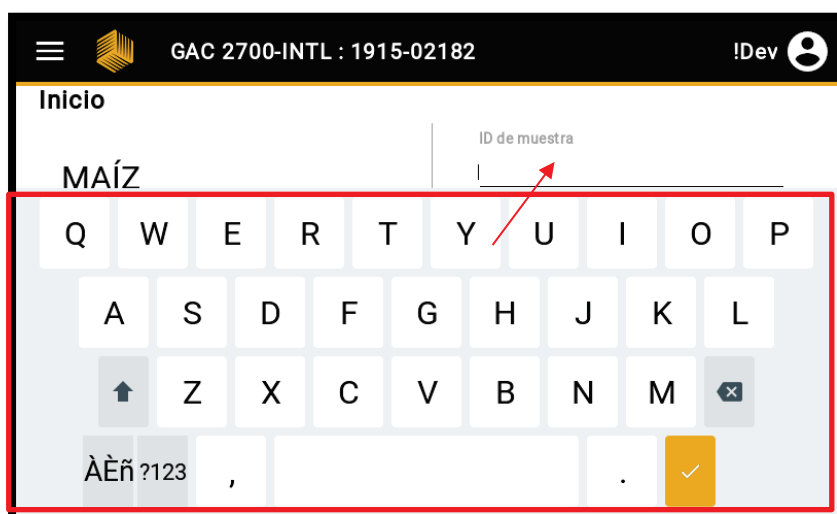 GAC 2700-INTL : 1915-02182 !Dev
Inicio
ID de muestra
MAÍZ
Q W E R T Y U I O P
A S D F G H J K L
Z X C V B N M
ÀÈñ ?123 , .